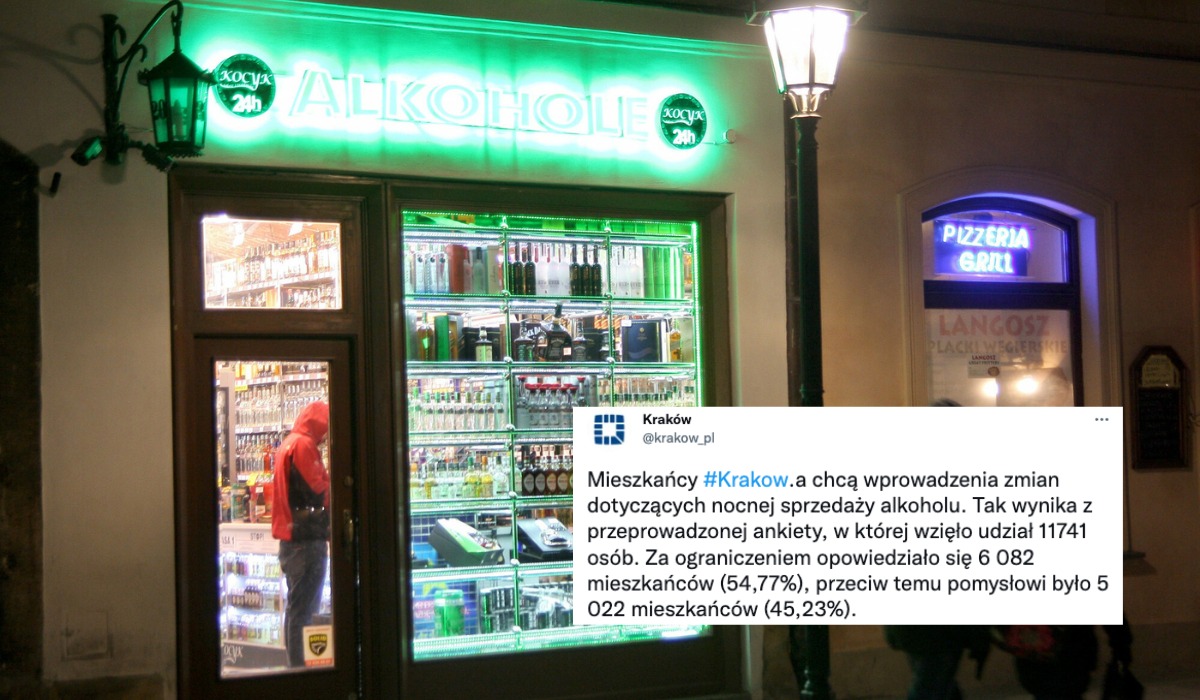 KOCYK
24h
ALKOHOLE
KOCYK
24h
PIZZERIA
GRILL
LANGOSZ
PLACKI WĘGIERSKIE
LANGOSZ
Kraków
@krakow_pl
Mieszkańcy #Krakow.a chcą wprowadzenia zmian
dotyczących nocnej sprzedaży alkoholu. Tak wynika z
przeprowadzonej ankiety, w której wzięło udział 11741
osób. Za ograniczeniem opowiedziało się 6 082
mieszkańców (54,77%), przeciw temu pomysłowi było 5
022 mieszkańców (45,23%).